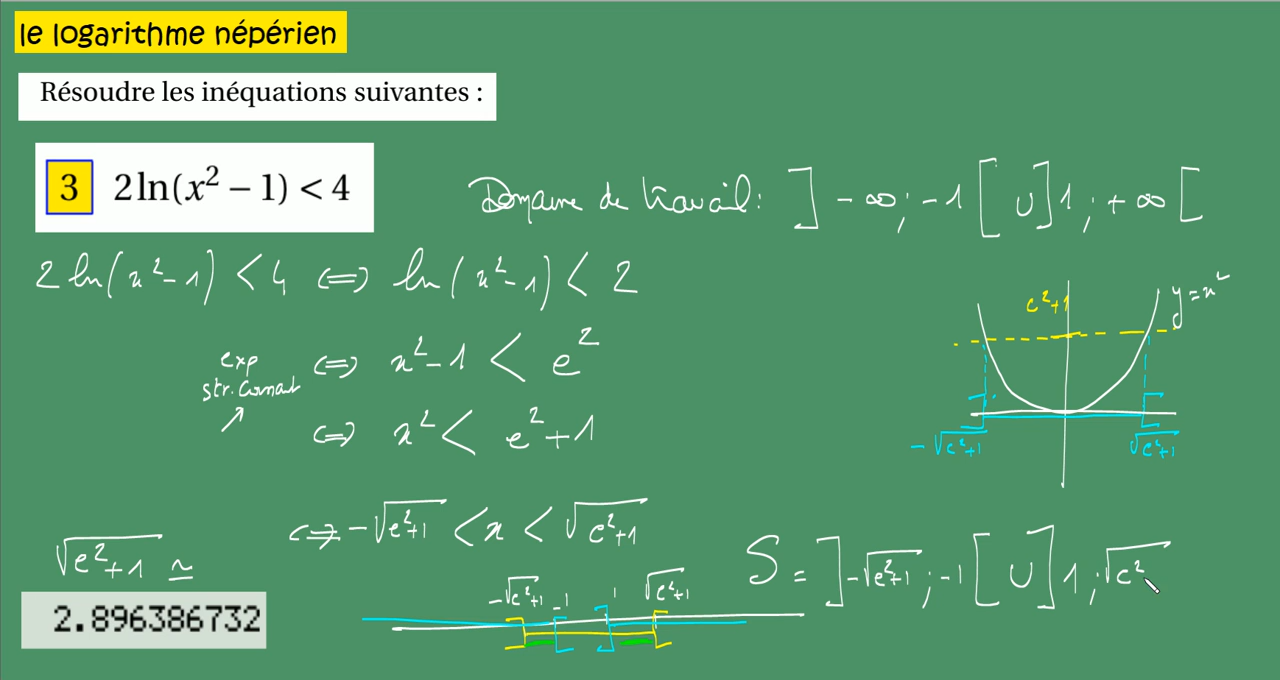 le logarithme népérien
Résoudre les inéquations suivantes :
3 2ln(x² – 1) < 4
Domaine de travail : ]-∞ ; -1[ ∪ ]1 ; +∞[
2 ln(x²-1) < 4 ⟺ ln(x²-1) < 2
exp
str. croissant
⟺ x²-1 < e²
⟺ x² < e²+1
⟺ -√(e²+1) < x < √(e²+1)
y = x²
e²+1
-√(e²+1)
√(e²+1)
√(e²+1) ≃
2.896386732
-√(e²+1) -1 1 √(e²+1)
S = ]-√(e²+1) ; -1[ ∪ ]1 ; √(e²